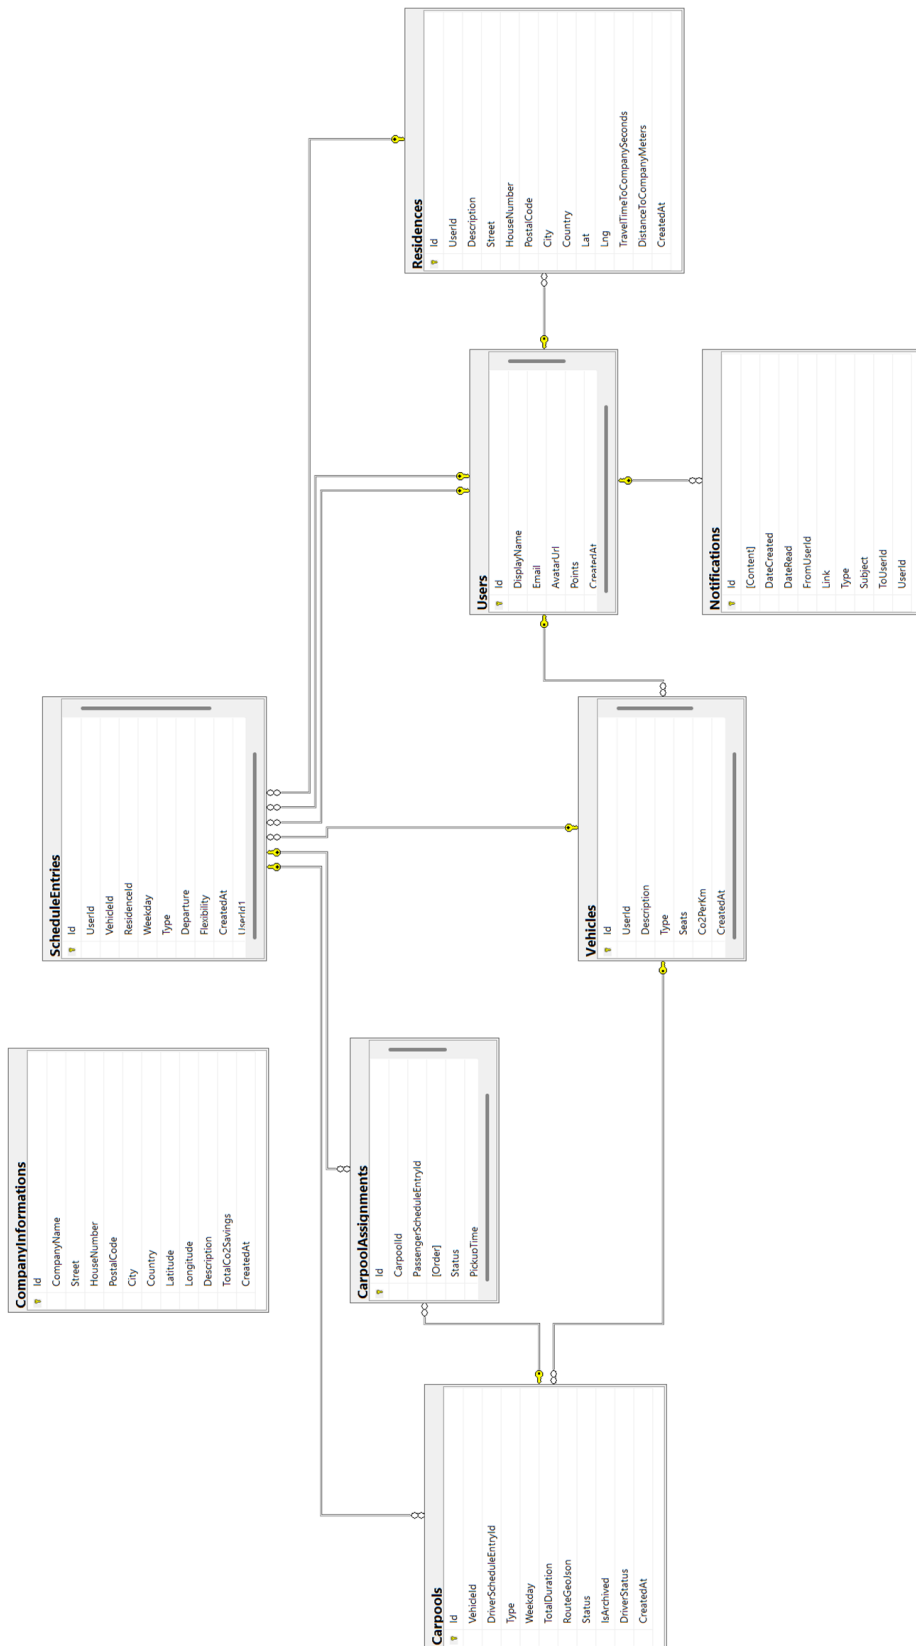 Carpools
Id
VehicleId
DriverScheduleEntryId
Type
Weekday
TotalDuration
RouteGeoJson
Status
IsArchived
DriverStatus
CreatedAt
CompanyInformations
Id
CompanyName
Street
HouseNumber
PostalCode
City
Country
Latitude
Longitude
Description
TotalCo2Savings
CreatedAt
CarpoolAssignments
Id
CarpoolId
PassengerScheduleEntryId
[Order]
Status
PickupTime
ScheduleEntries
Id
UserId
VehicleId
ResidenceId
Weekday
Type
Departure
Flexibility
CreatedAt
UserId1
Vehicles
Id
UserId
Description
Type
Seats
Co2PerKm
CreatedAt
Users
Id
DisplayName
Email
AvatarUrl
Points
CreatedAt
Notifications
Id
[Content]
DateCreated
DateRead
FromUserId
Link
Type
Subject
ToUserId
UserId
Residences
Id
UserId
Description
Street
HouseNumber
PostalCode
City
Country
Lat
Lng
TravelTimeToCompanySeconds
DistanceToCompanyMeters
CreatedAt